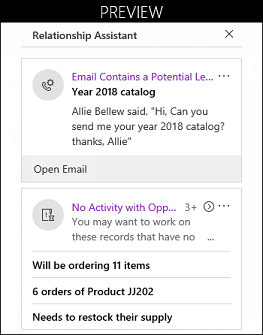 PREVIEW
Relationship Assistant
Email Contains a Potential Le...
Year 2018 catalog
Allie Bellew said, "Hi, Can you
send me your year 2018 catalog?
thanks, Allie"
Open Email
No Activity with Opp... 3+
You may want to work on
these records that have no ...
Will be ordering 11 items
6 orders of Product JJ202
Needs to restock their supply